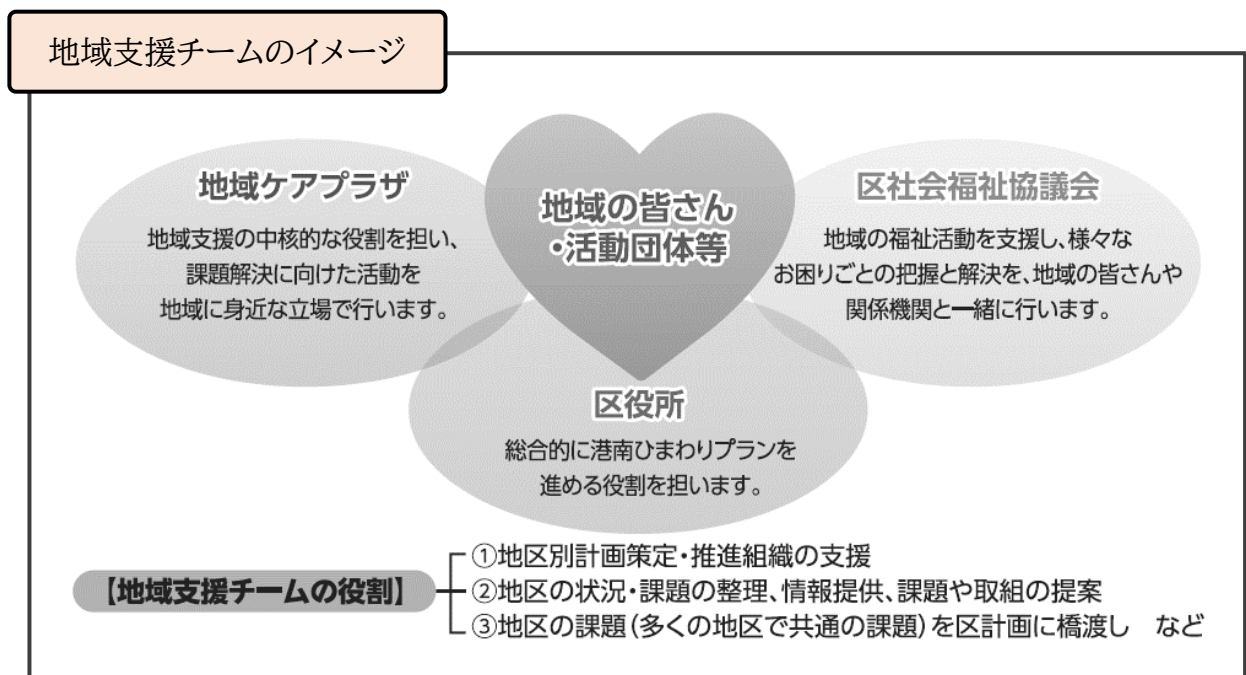 地域支援チームのイメージ
地域ケアプラザ
地域支援の中核的な役割を担い、
課題解決に向けた活動を
地域に身近な立場で行います。
地域の皆さん
・活動団体等
区社会福祉協議会
地域の福祉活動を支援し、様々な
お困りごとの把握と解決を、地域の皆さんや
関係機関と一緒に行います。
区役所
総合的に港南ひまわりプランを
進める役割を担います。
【地域支援チームの役割】
①地区別計画策定・推進組織の支援
②地区の状況・課題の整理、情報提供、課題や取組の提案
③地区の課題(多くの地区で共通の課題)を区計画に橋渡し など